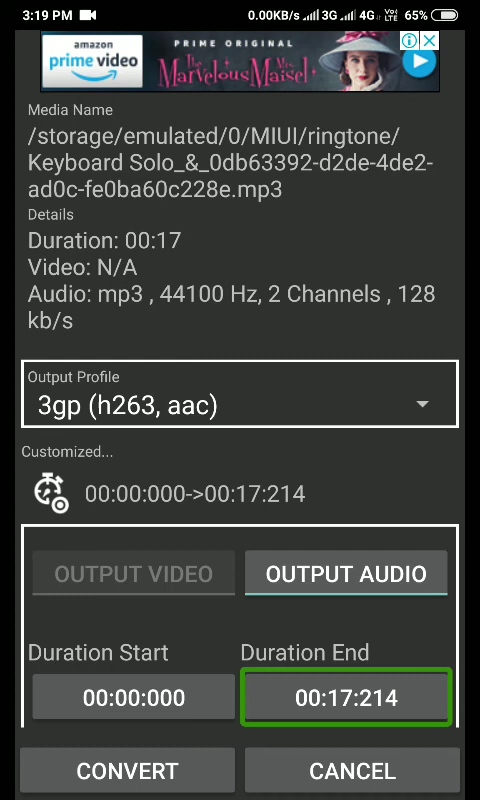 3:19 PM 0.00KB/s 3G 4G VoLTE 65%
amazon
prime video
PRIME ORIGINAL
The Marvelous Mrs. Maisel
Media Name
/storage/emulated/0/MIUI/ringtone/
Keyboard Solo_&_0db63392-d2de-4de2-
ad0c-fe0ba60c228e.mp3
Details
Duration: 00:17
Video: N/A
Audio: mp3 , 44100 Hz, 2 Channels , 128
kb/s
Output Profile
3gp (h263, aac)
Customized...
00:00:000->00:17:214
OUTPUT VIDEO OUTPUT AUDIO
Duration Start Duration End
00:00:000 00:17:214
CONVERT CANCEL